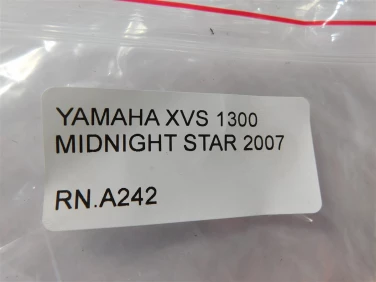 YAMAHA XVS 1300
MIDNIGHT STAR 2007
RN.A242